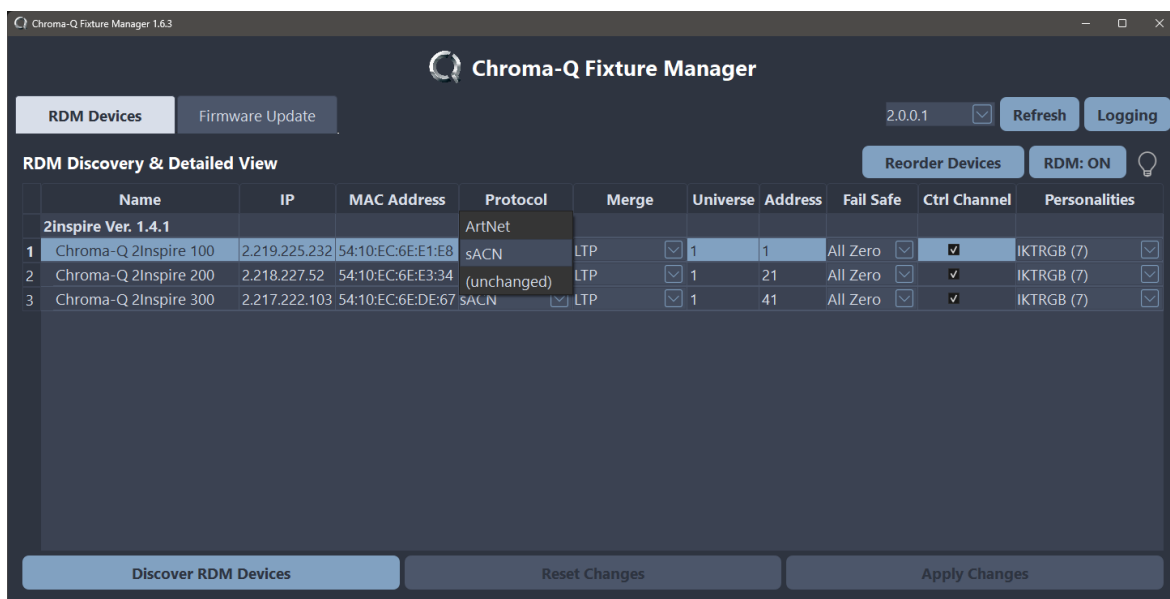 Chroma-Q Fixture Manager 1.6.3
Chroma-Q Fixture Manager
RDM Devices Firmware Update 2.0.0.1 Refresh Logging
RDM Discovery & Detailed View Reorder Devices RDM: ON
Name IP MAC Address Protocol Merge Universe Address Fail Safe Ctrl Channel Personalities
2inspire Ver. 1.4.1 ArtNet
1 Chroma-Q 2Inspire 100 2.219.225.232 54:10:EC:6E:E1:E8 sACN LTP 1 1 All Zero IKTRGB (7)
2 Chroma-Q 2Inspire 200 2.218.227.52 54:10:EC:6E:E3:34 (unchanged) LTP 1 21 All Zero IKTRGB (7)
3 Chroma-Q 2Inspire 300 2.217.222.103 54:10:EC:6E:DE:67 sACN LTP 1 41 All Zero IKTRGB (7)
Discover RDM Devices Reset Changes Apply Changes